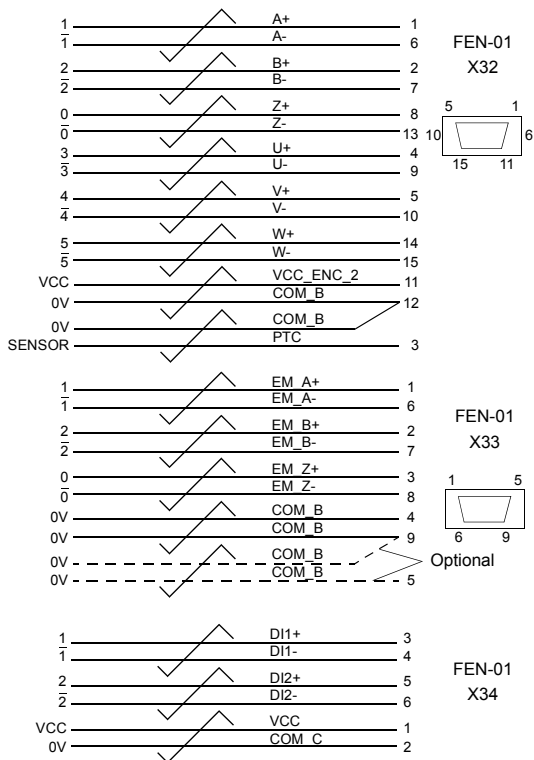 1 A+ 1
1̅ A- 6
2 B+ 2
2̅ B- 7
0 Z+ 8
0̅ Z- 13
3 U+ 4
3̅ U- 9
4 V+ 5
4̅ V- 10
5 W+ 14
5̅ W- 15
VCC VCC_ENC_2 11
0V COM_B 12
0V COM_B
SENSOR PTC 3
FEN-01
X32
5 1
10 6
15 11
1 EM_A+ 1
1̅ EM_A- 6
2 EM_B+ 2
2̅ EM_B- 7
0 EM_Z+ 3
0̅ EM_Z- 8
0V COM_B 4
0V COM_B 9
0V COM_B
0V COM_B 5
Optional
FEN-01
X33
1 5
6 9
1 DI1+ 3
1̅ DI1- 4
2 DI2+ 5
2̅ DI2- 6
VCC VCC 1
0V COM_C 2
FEN-01
X34